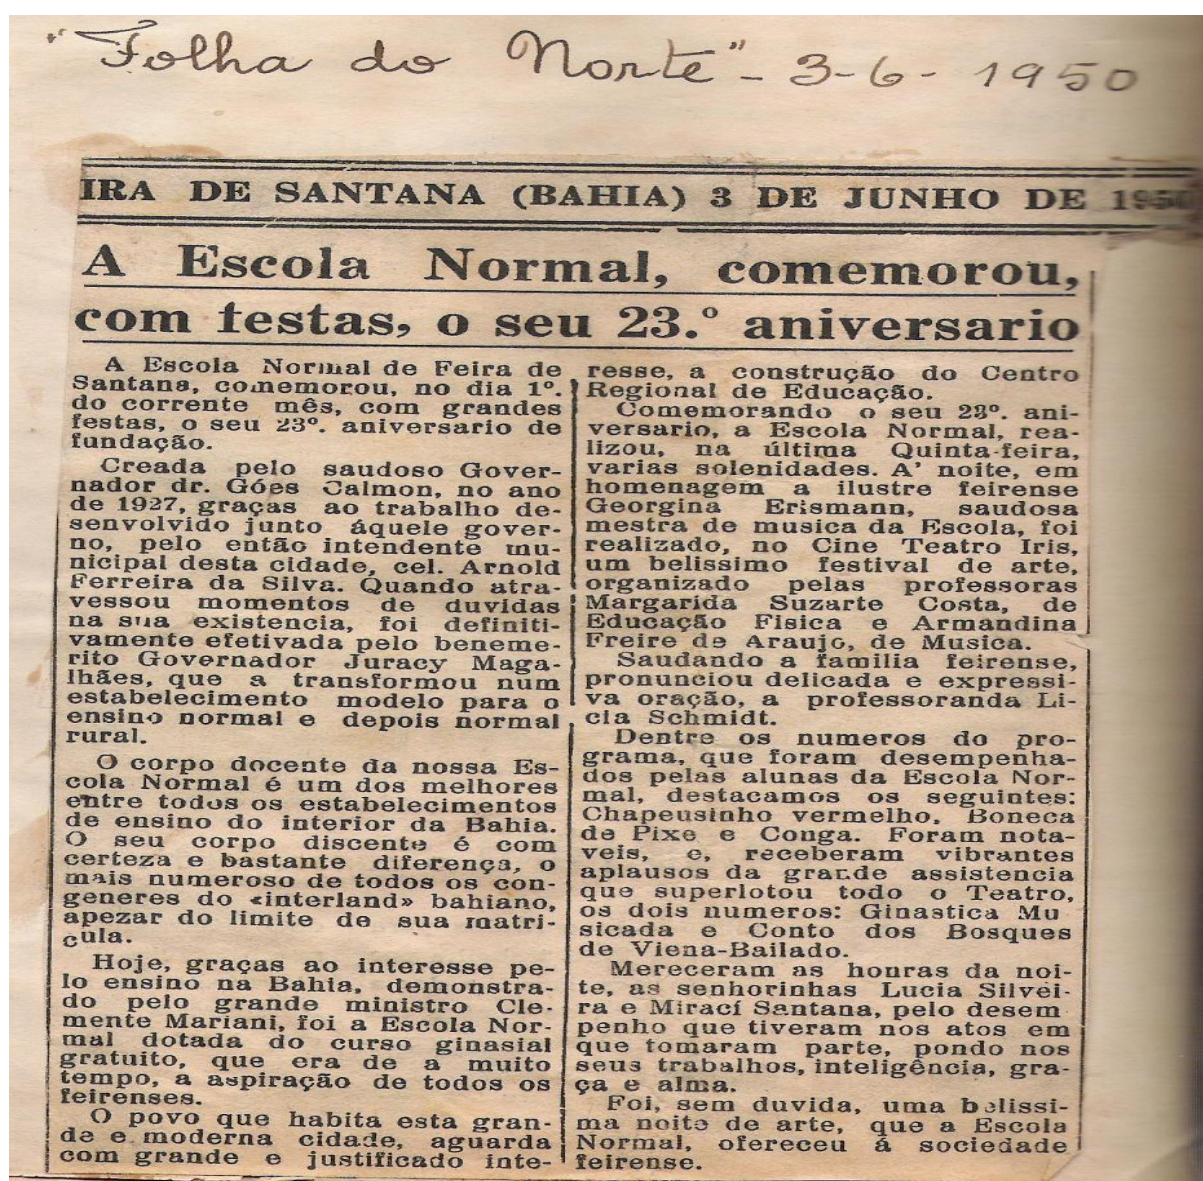 "Folha do Norte" - 3-6-1950
IRA DE SANTANA (BAHIA) 3 DE JUNHO DE 1950
A Escola Normal, comemorou,
com festas, o seu 23.º aniversario
A Escola Normal de Feira de
Santana, comemorou, no dia 1º.
do corrente mês, com grandes
festas, o seu 23º. aniversario de
fundação.
Creada pelo saudoso Gover-
nador dr. Góes Calmon, no ano
de 1927, graças ao trabalho de-
senvolvido junto áquele gover-
no, pelo então intendente mu-
nicipal desta cidade, cel. Arnold
Ferreira da Silva. Quando atra-
vessou momentos de duvidas
na sua existencia, foi definiti-
vamente efetivada pelo beneme-
rito Governador Juracy Maga-
lhães, que a transformou num
estabelecimento modelo para o
ensino normal e depois normal
rural.
O corpo docente da nossa Es-
cola Normal é um dos melhores
entre todos os estabelecimentos
de ensino do interior da Bahia.
O seu corpo discente é com
certeza e bastante diferença, o
mais numeroso de todos os con-
generes do «interland» bahiano,
apezar do limite de sua matri-
cula.
Hoje, graças ao interesse pe-
lo ensino na Bahia, demonstra-
do pelo grande ministro Cle-
mente Mariani, foi a Escola Nor-
mal dotada do curso ginasial
gratuito, que era de a muito
tempo, a aspiração de todos os
feirenses.
O povo que habita esta gran-
de e moderna cidade, aguarda
com grande e justificado inte-
resse, a construção do Centro
Regional de Educação.
Comemorando o seu 23º. ani-
versario, a Escola Normal, rea-
lizou, na última Quinta-feira,
varias solenidades. A' noite, em
homenagem a ilustre feirense
Georgina Erismann, saudosa
mestra de musica da Escola, foi
realizado, no Cine Teatro Iris,
um belissimo festival de arte,
organizado pelas professoras
Margarida Suzarte Costa, de
Educação Fisica e Armandina
Freire de Araujo, de Musica.
Saudando a familia feirense,
pronunciou delicada e expressi-
va oração, a professoranda Li-
cia Schmidt.
Dentre os numeros do pro-
grama, que foram desempenha-
dos pelas alunas da Escola Nor-
mal, destacamos os seguintes:
Chapeusinho vermelho. Boneca
de Pixe e Conga. Foram nota-
veis, e, receberam vibrantes
aplausos da grande assistencia
que superlotou todo o Teatro,
os dois numeros: Ginastica Mu
sicada e Conto dos Bosques
de Viena-Bailado.
Mereceram as honras da noi-
te, as senhorinhas Lucia Silvei-
ra e Mirací Santana, pelo desem
penho que tiveram nos atos em
que tomaram parte, pondo nos
seus trabalhos, inteligência, gra-
ça e alma.
Foi, sem duvida, uma belissi-
ma noite de arte, que a Escola
Normal, ofereceu á sociedade
feirense.